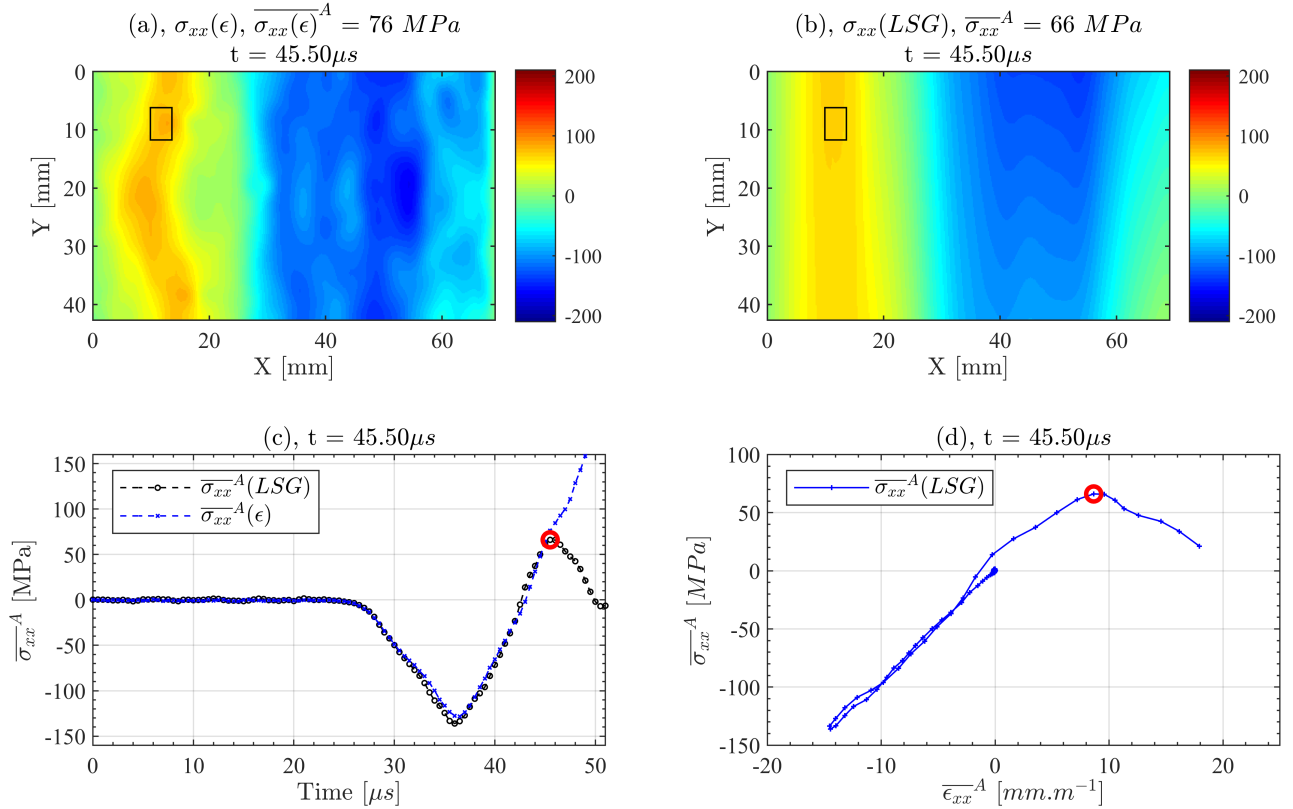 (a), σxx(ϵ), σxx(ϵ)^A = 76 MPa
t = 45.50μs
(b), σxx(LSG), σxx^A = 66 MPa
t = 45.50μs
0
10
20
30
40
Y [mm]
0 20 40 60
X [mm]
200
100
0
-100
-200
0
10
20
30
40
Y [mm]
0 20 40 60
X [mm]
200
100
0
-100
-200
(c), t = 45.50μs
σxx^A(LSG)
σxx^A(ϵ)
150
100
50
0
-50
-100
-150
σxx^A [MPa]
0 10 20 30 40 50
Time [μs]
(d), t = 45.50μs
σxx^A(LSG)
100
50
0
-50
-100
-150
σxx^A [MPa]
-20 -10 0 10 20
ϵxx^A [mm.m⁻¹]